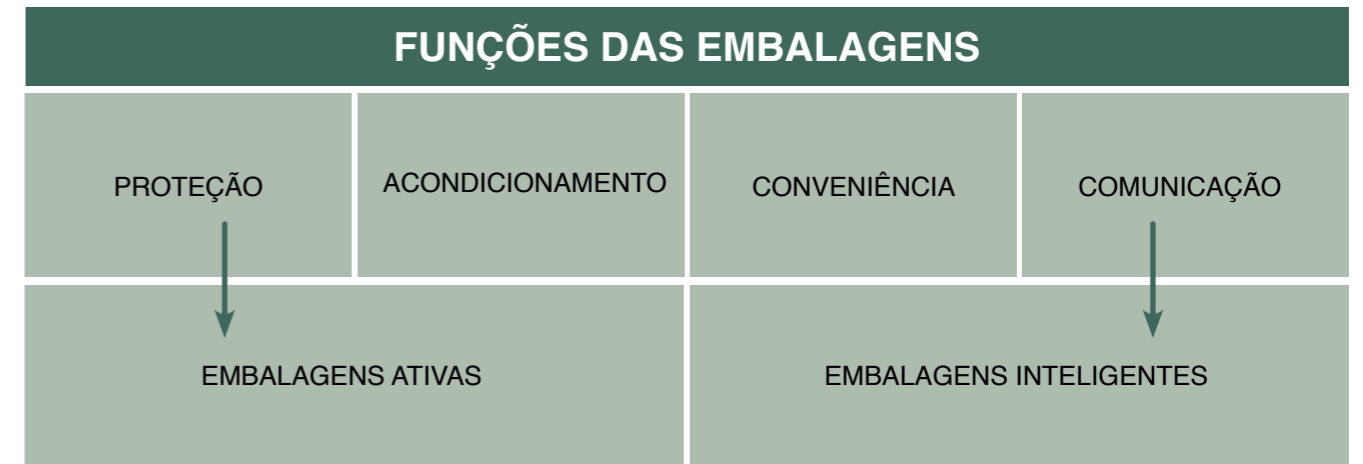 FUNÇÕES DAS EMBALAGENS
PROTEÇÃO
ACONDICIONAMENTO
CONVENIÊNCIA
COMUNICAÇÃO
EMBALAGENS ATIVAS
EMBALAGENS INTELIGENTES